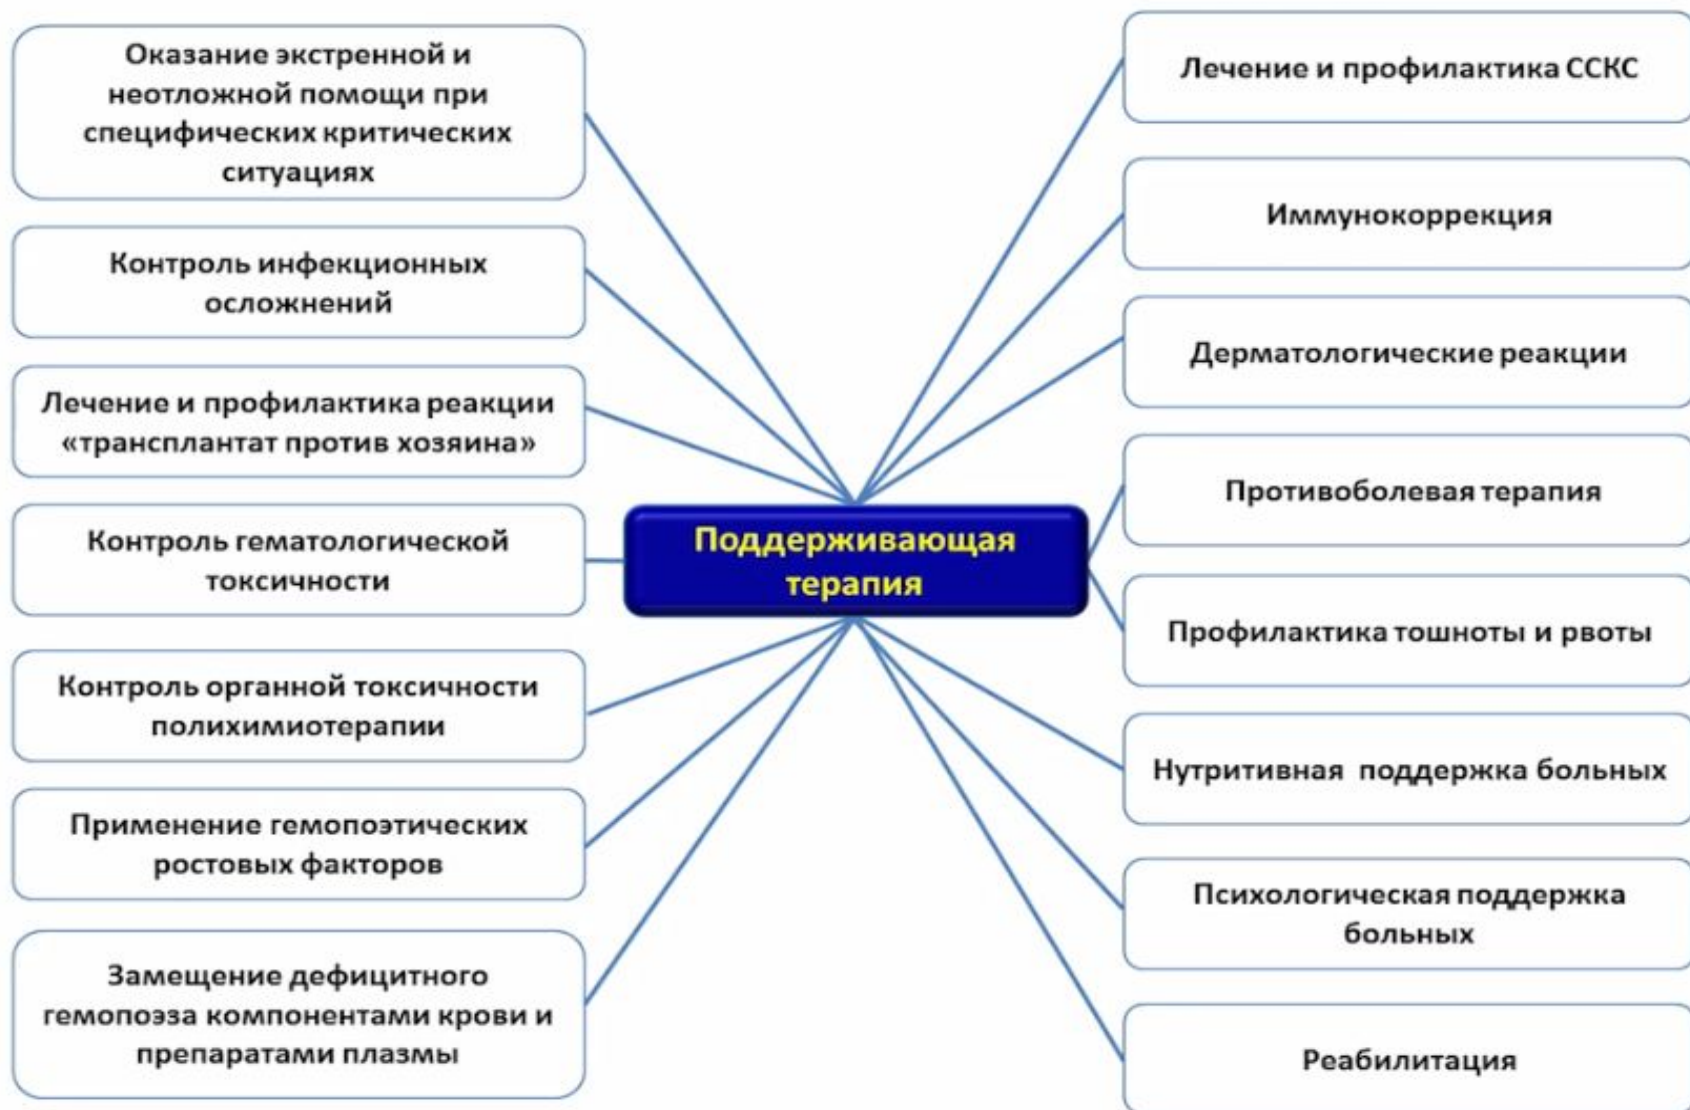 Оказание экстренной и
неотложной помощи при
специфических критических
ситуациях
Контроль инфекционных
осложнений
Лечение и профилактика реакции
«трансплантат против хозяина»
Контроль гематологической
токсичности
Контроль органной токсичности
полихимиотерапии
Применение гемопоэтических
ростовых факторов
Замещение дефицитного
гемопоэза компонентами крови и
препаратами плазмы
Поддерживающая
терапия
Лечение и профилактика ССКС
Иммунокоррекция
Дерматологические реакции
Противоболевая терапия
Профилактика тошноты и рвоты
Нутритивная поддержка больных
Психологическая поддержка
больных
Реабилитация